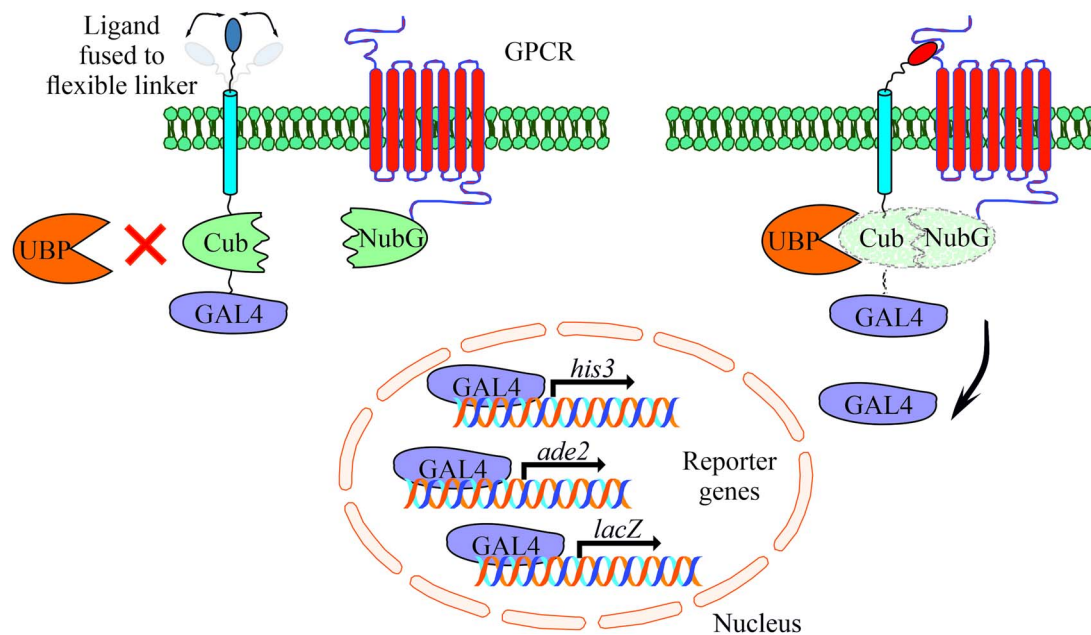 Ligand
fused to
flexible linker
GPCR
UBP
Cub
NubG
GAL4
UBP
Cub
NubG
GAL4
GAL4
GAL4
his3
GAL4
ade2
GAL4
lacZ
Reporter
genes
Nucleus